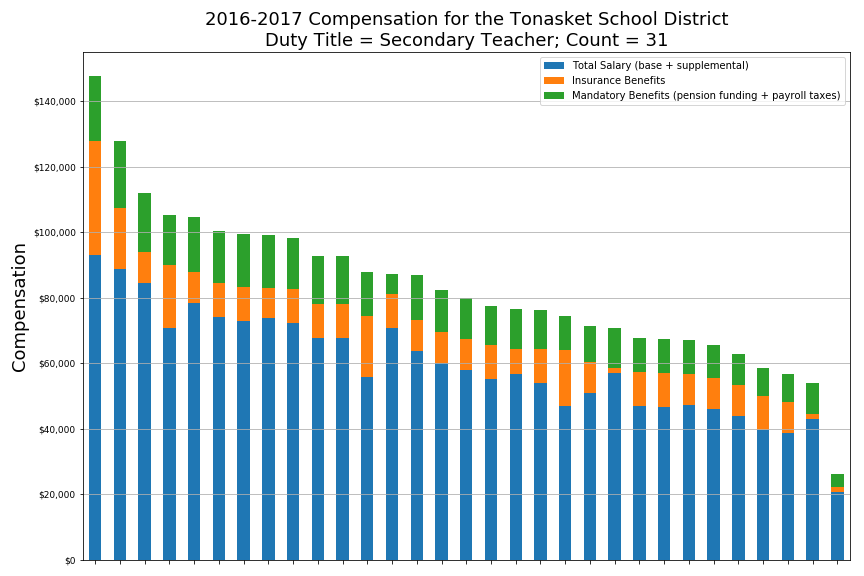 2016-2017 Compensation for the Tonasket School District
Duty Title = Secondary Teacher; Count = 31
Total Salary (base + supplemental)
Insurance Benefits
Mandatory Benefits (pension funding + payroll taxes)
$140,000
$120,000
$100,000
$80,000
$60,000
$40,000
$20,000
$0
Compensation